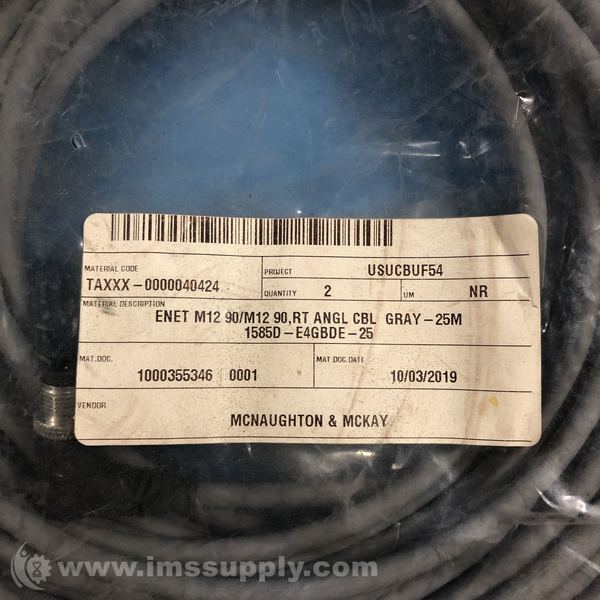 MATERIAL CODE
TAXXX-0000040424
PROJECT
USUCBUF54
QUANTITY 2 UM NR
MATERIAL DESCRIPTION
ENET M12 90/M12 90,RT ANGL CBL GRAY-25M
1585D-E4GBDE-25
MAT.DOC.
1000355346 0001
MAT DOC DATE
10/03/2019
VENDOR
MCNAUGHTON & MCKAY
www.imssupply.com